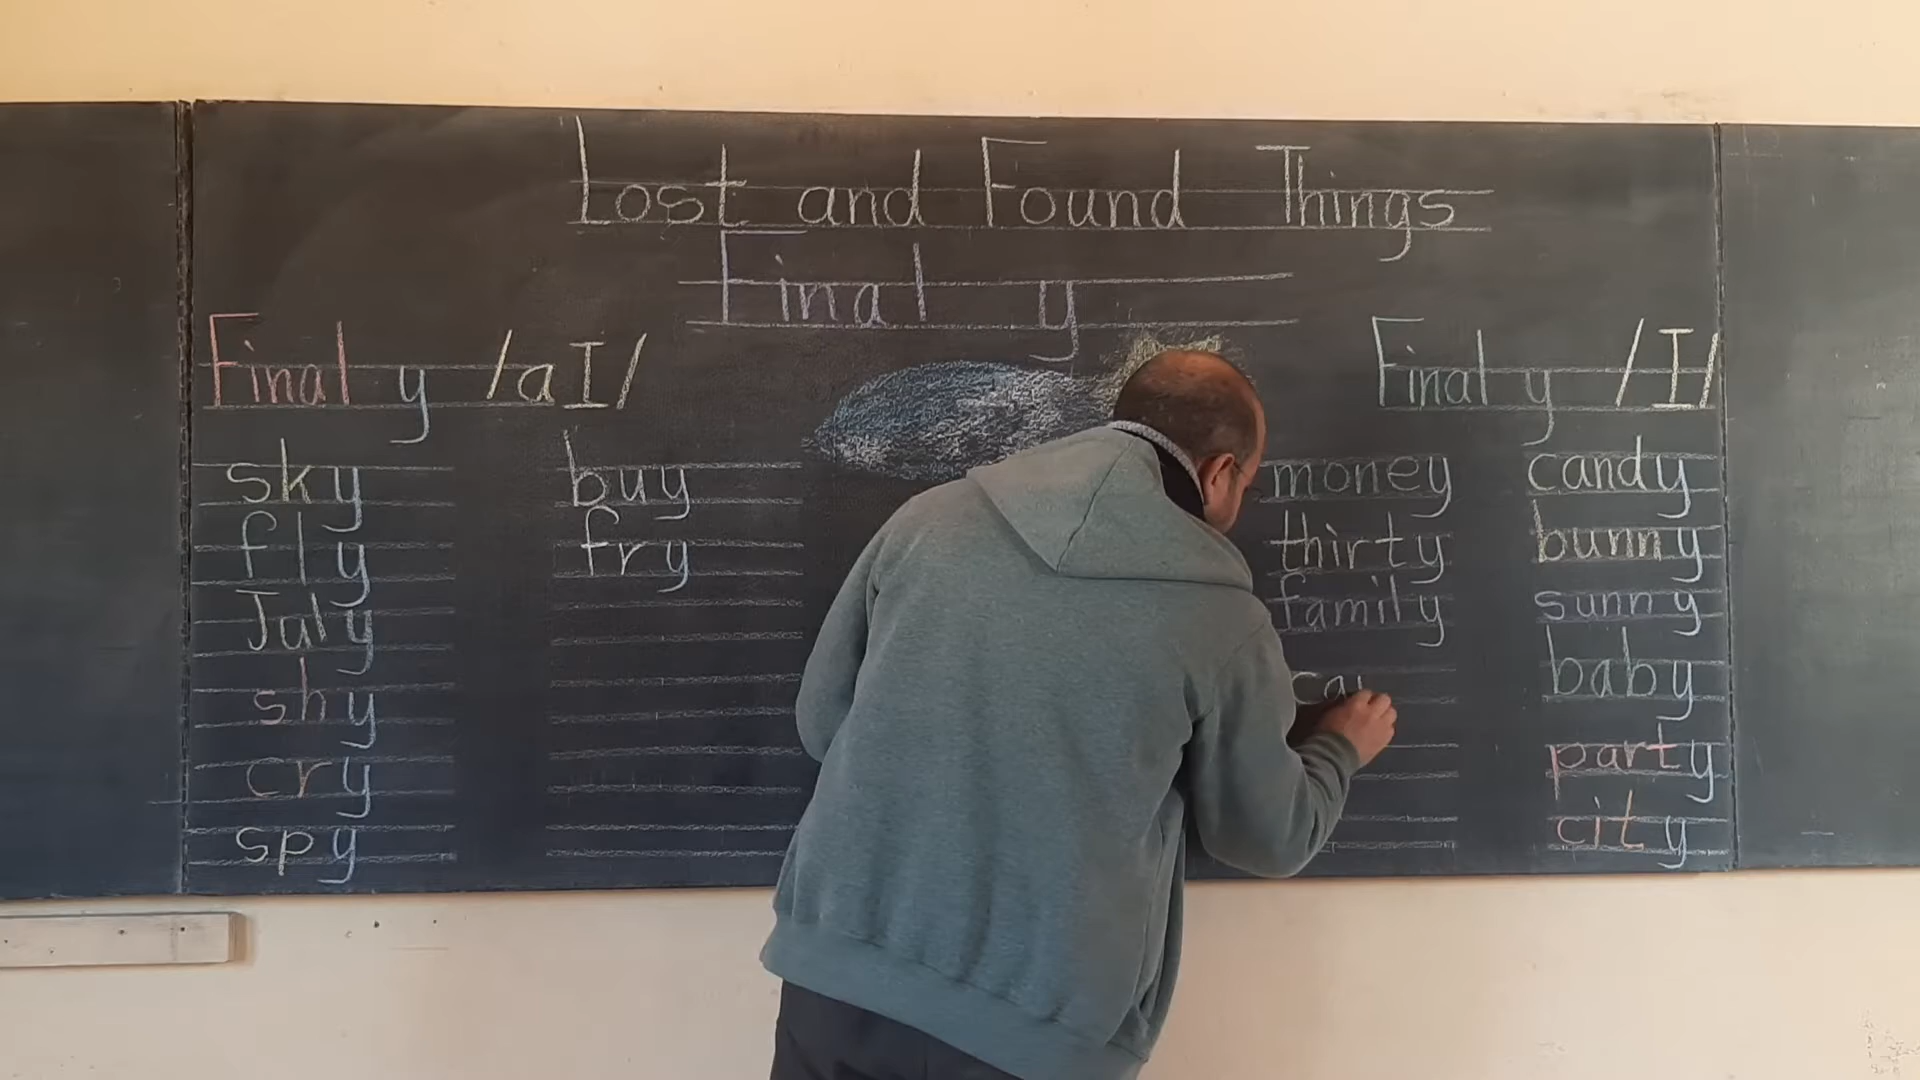 Lost and Found Things
Final y
Final y /aI/
sky
fly
July
shy
cry
spy
buy
fry
Final y /I/
money
thirty
family
candy
bunny
sunny
baby
party
city